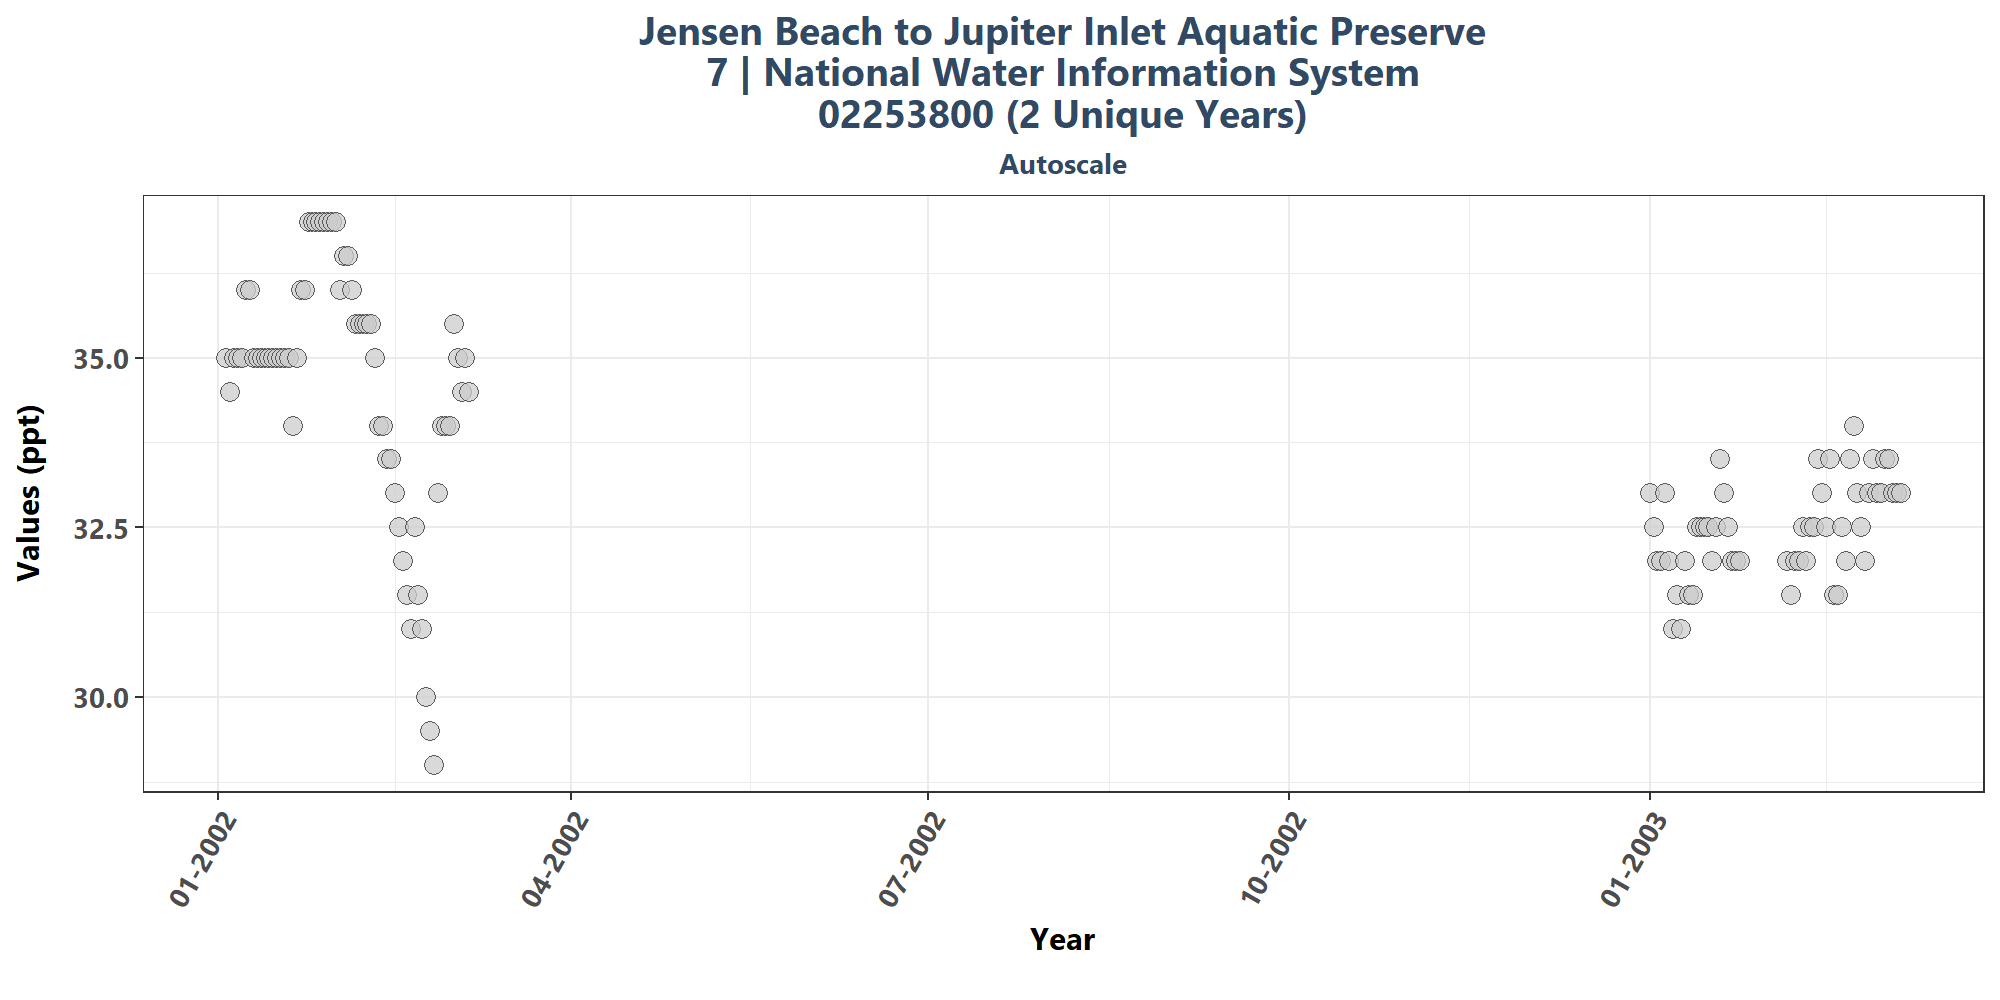 Jensen Beach to Jupiter Inlet Aquatic Preserve
7 | National Water Information System
02253800 (2 Unique Years)
Autoscale
Values (ppt)
35.0
32.5
30.0
01-2002
04-2002
07-2002
10-2002
01-2003
Year